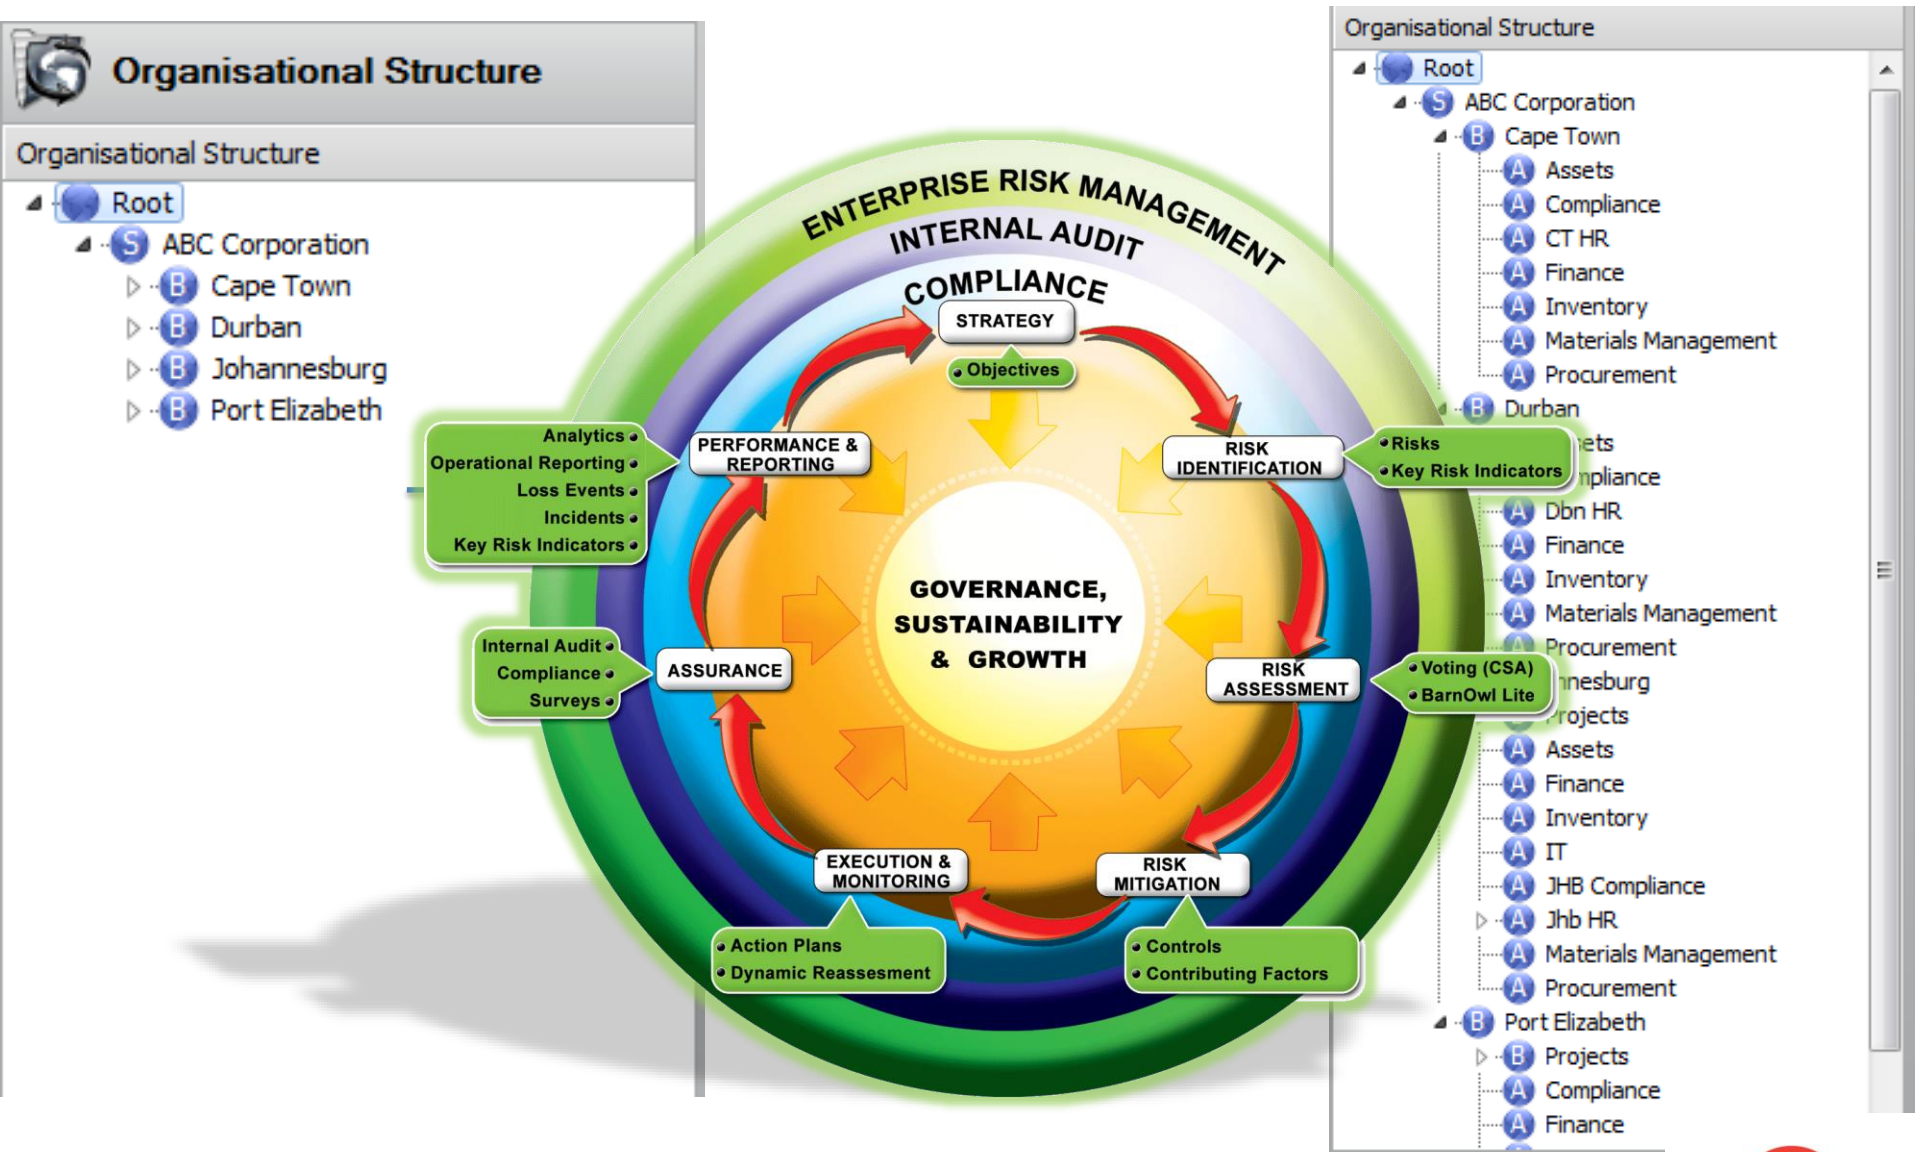 Organisational Structure
Organisational Structure
Root
S ABC Corporation
B Cape Town
B Durban
B Johannesburg
B Port Elizabeth
ENTERPRISE RISK MANAGEMENT
INTERNAL AUDIT
COMPLIANCE
STRATEGY
Objectives
RISK
IDENTIFICATION
Risks
Key Risk Indicators
RISK
ASSESSMENT
Voting (CSA)
BarnOwl Lite
RISK
MITIGATION
Controls
Contributing Factors
EXECUTION &
MONITORING
Action Plans
Dynamic Reassesment
ASSURANCE
Internal Audit
Compliance
Surveys
PERFORMANCE &
REPORTING
Analytics
Operational Reporting
Loss Events
Incidents
Key Risk Indicators
GOVERNANCE,
SUSTAINABILITY
& GROWTH
Organisational Structure
Root
S ABC Corporation
B Cape Town
A Assets
A Compliance
A CT HR
A Finance
A Inventory
A Materials Management
A Procurement
B Durban
A Dbn HR
A Finance
A Inventory
A Materials Management
A Procurement
Projects
A Assets
A Finance
A Inventory
A IT
A JHB Compliance
A Jhb HR
A Materials Management
A Procurement
B Port Elizabeth
B Projects
A Compliance
A Finance